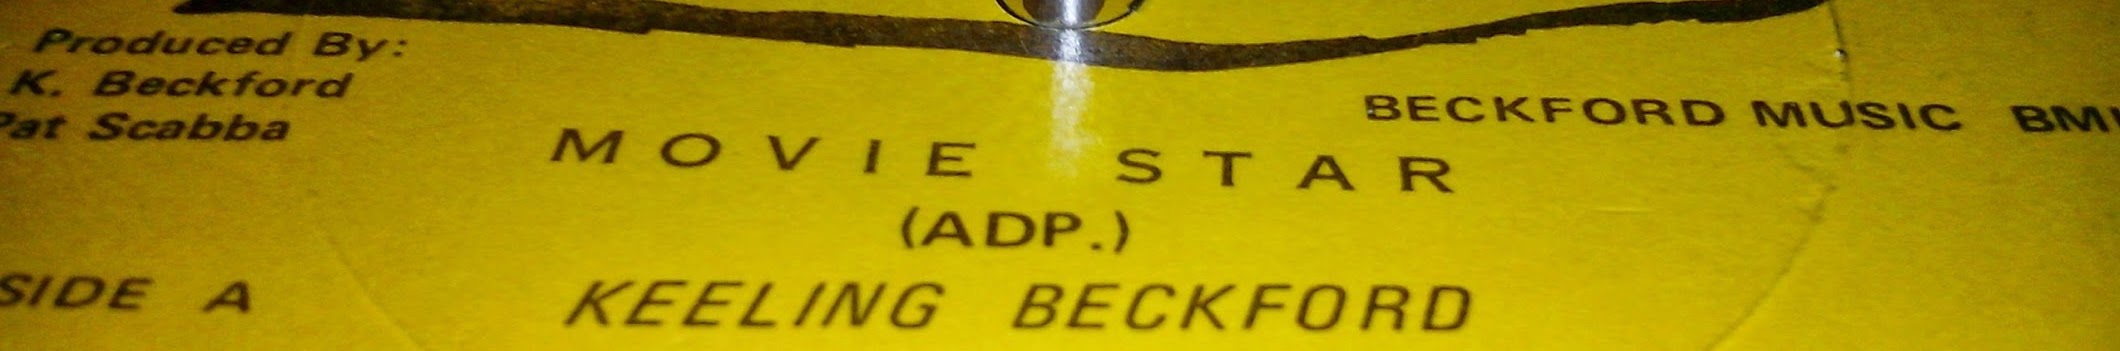 Produced By:
K. Beckford
Pat Scabba
BECKFORD MUSIC BMI
MOVIE STAR
(ADP.)
SIDE A
KEELING BECKFORD